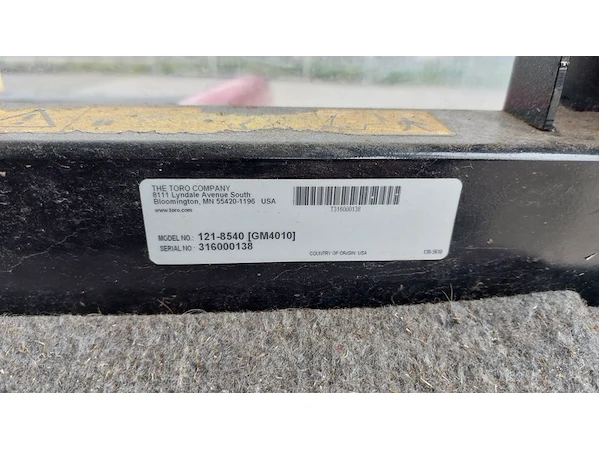 THE TORO COMPANY
8111 Lyndale Avenue South
Bloomington, MN 55420-1196 USA
www.toro.com
T316000138
MODEL NO.: 121-8540 [GM4010]
SERIAL NO: 316000138
COUNTRY OF ORIGIN: USA